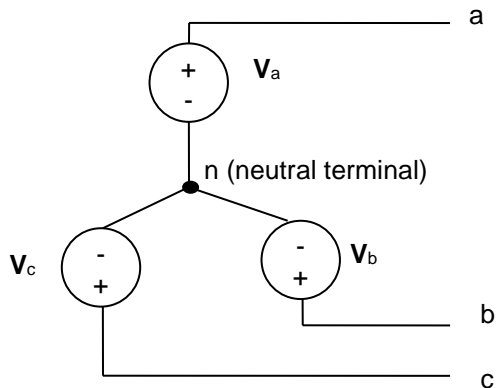 a
+
Va
-
n (neutral terminal)
Vc
-
+
-
+
Vb
b
c